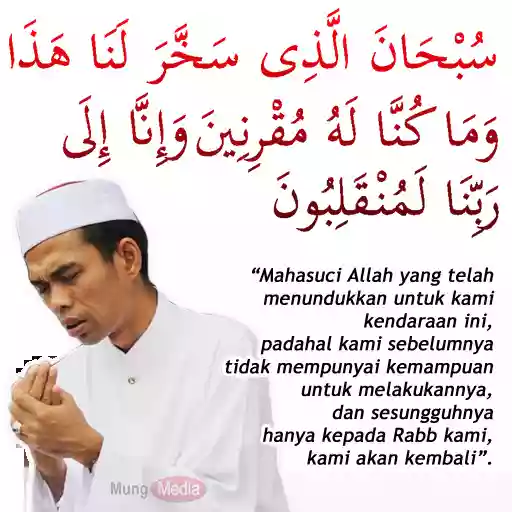 سُبْحَانَ الَّذِى سَخَّرَ لَنَا هَذَا
وَمَا كُنَّا لَهُ مُقْرِنِينَ وَإِنَّا إِلَى
رَبِّنَا لَمُنْقَلِبُونَ
“Mahasuci Allah yang telah
menundukkan untuk kami
kendaraan ini,
padahal kami sebelumnya
tidak mempunyai kemampuan
untuk melakukannya,
dan sesungguhnya
hanya kepada Rabb kami,
kami akan kembali”.
Mung Media